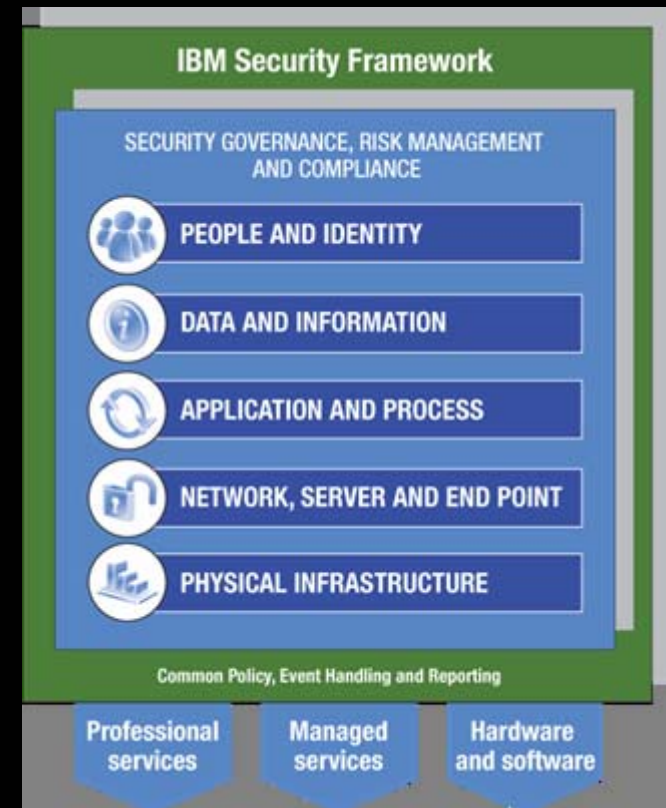 IBM Security Framework
SECURITY GOVERNANCE, RISK MANAGEMENT
AND COMPLIANCE
PEOPLE AND IDENTITY
DATA AND INFORMATION
APPLICATION AND PROCESS
NETWORK, SERVER AND END POINT
PHYSICAL INFRASTRUCTURE
Common Policy, Event Handling and Reporting
Professional
services
Managed
services
Hardware
and software